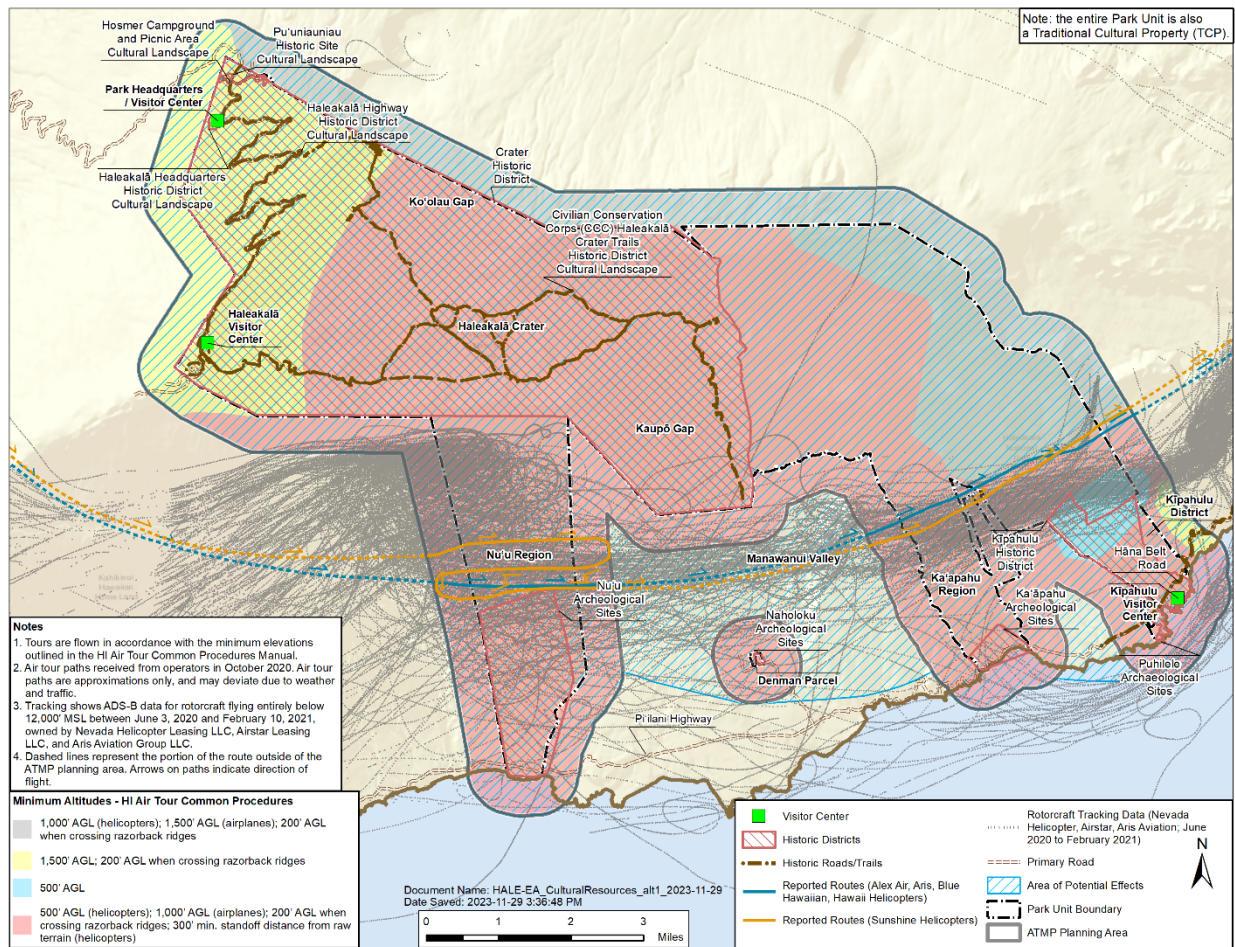 Hosmer Campground
and Picnic Area
Cultural Landscape
Pu'uniauniau
Historic Site
Cultural Landscape
Note: the entire Park Unit is also
a Traditional Cultural Property (TCP).
Park Headquarters
/ Visitor Center
Haleakalā Highway
Historic District
Cultural Landscape
Haleakalā Headquarters
Historic District
Cultural Landscape
Crater
Historic
District
Ko'olau Gap
Civilian Conservation
Corps (CCC) Haleakalā
Crater Trails
Historic District
Cultural Landscape
Haleakalā
Visitor
Center
Haleakalā Crater
Kaupō Gap
Kīpahulu
District
Nu'u Region
Manawainui Valley
Kīpahulu
Historic
District
Hāna Belt
Road
Nu'u
Archeological
Sites
Ka'apahu
Region
Ka'āpahu
Archeological
Sites
Kīpahulu
Visitor
Center
Naholoku
Archeological
Sites
Denman Parcel
Puhilele
Archaeological
Sites
Pi'ilani Highway
Notes
1. Tours are flown in accordance with the minimum elevations
outlined in the HI Air Tour Common Procedures Manual.
2. Air tour paths received from operators in October 2020. Air tour
paths are approximations only, and may deviate due to weather
and traffic.
3. Tracking shows ADS-B data for rotorcraft flying entirely below
12,000' MSL between June 3, 2020 and February 10, 2021,
owned by Nevada Helicopter Leasing LLC, Airstar Leasing
LLC, and Aris Aviation Group LLC.
4. Dashed lines represent the portion of the route outside of the
ATMP planning area. Arrows on paths indicate direction of
flight.
Minimum Altitudes - HI Air Tour Common Procedures
1,000' AGL (helicopters); 1,500' AGL (airplanes); 200' AGL
when crossing razorback ridges
1,500' AGL; 200' AGL when crossing razorback ridges
500' AGL
500' AGL (helicopters); 1,000' AGL (airplanes); 200' AGL when
crossing razorback ridges; 300' min. standoff distance from raw
terrain (helicopters)
Document Name: HALE-EA_CulturalResources_alt1_2023-11-29
Date Saved: 2023-11-29 3:36:48 PM
0 1 2 3
Miles
Visitor Center
Historic Districts
Historic Roads/Trails
Reported Routes (Alex Air, Aris, Blue
Hawaiian, Hawaii Helicopters)
Reported Routes (Sunshine Helicopters)
Rotorcraft Tracking Data (Nevada
Helicopter, Airstar, Aris Aviation; June
2020 to February 2021)
Primary Road
Area of Potential Effects
Park Unit Boundary
ATMP Planning Area
N